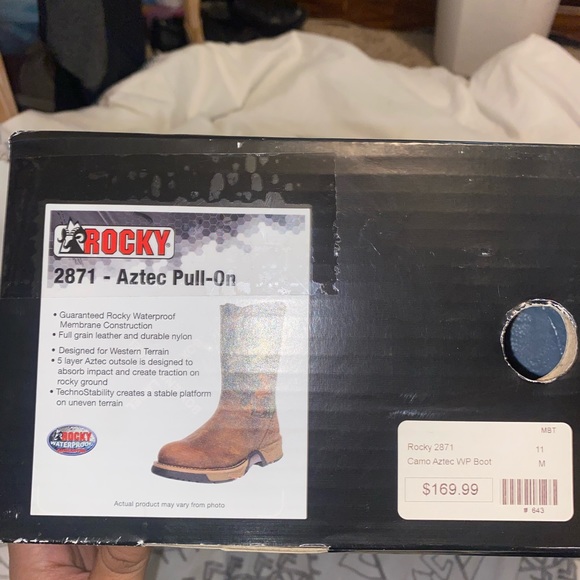 ROCKY
2871 - Aztec Pull-On
• Guaranteed Rocky Waterproof
Membrane Construction
• Full grain leather and durable nylon
• Designed for Western Terrain
• 5 layer Aztec outsole is designed to
absorb impact and create traction on
rocky ground
• TechnoStability creates a stable platform
on uneven terrain
ROCKY
WATERPROOF
Actual product may vary from photo
MBT
Rocky 2871 11
Camo Aztec WP Boot M
$169.99
# 643